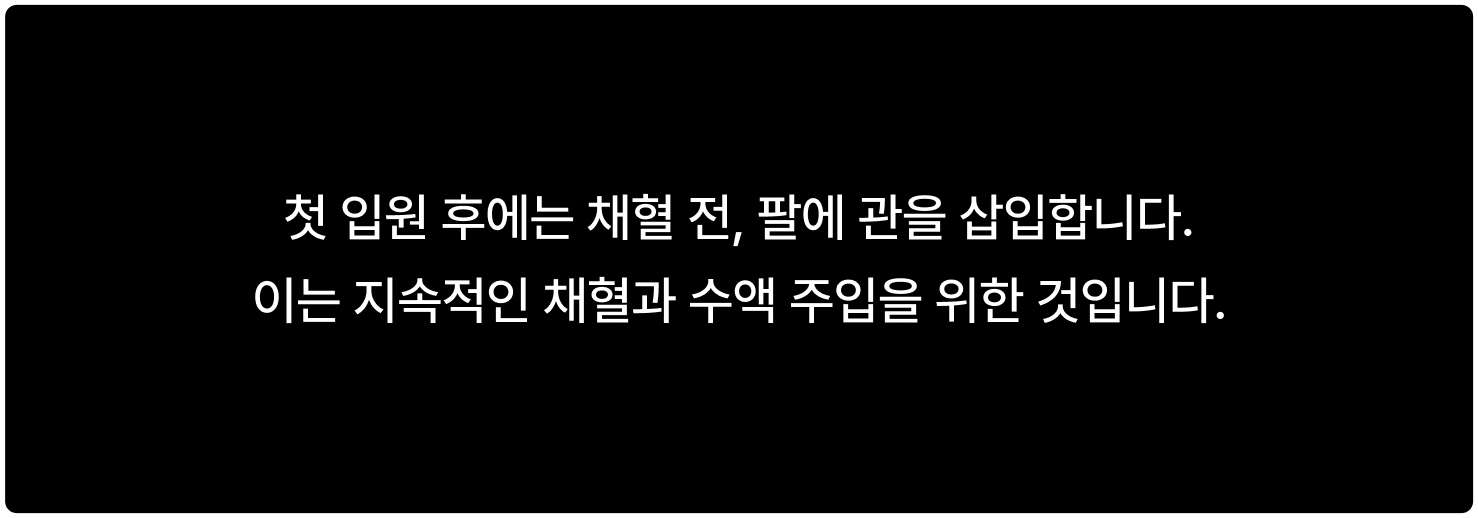 첫 입원 후에는 채혈 전, 팔에 관을 삽입합니다.
이는 지속적인 채혈과 수액 주입을 위한 것입니다.